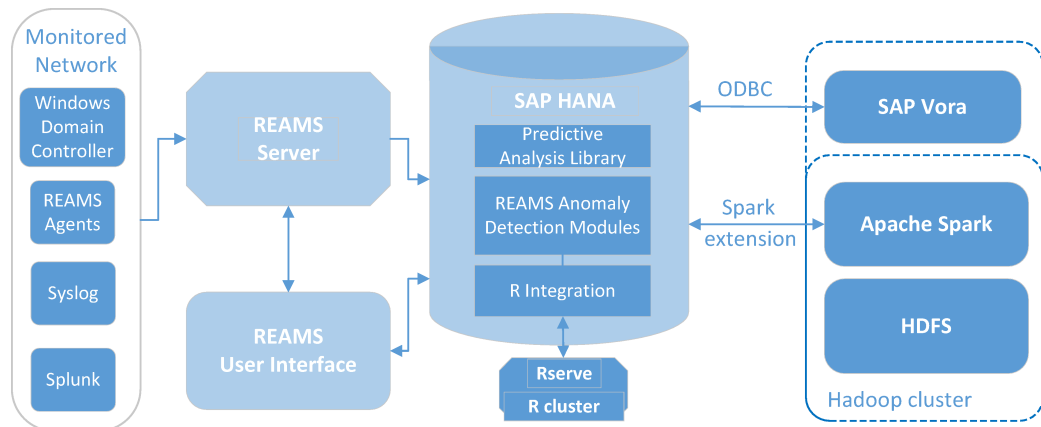 Monitored
Network
Windows
Domain
Controller
REAMS
Agents
Syslog
Splunk
REAMS
Server
REAMS
User Interface
SAP HANA
Predictive
Analysis Library
REAMS Anomaly
Detection Modules
R Integration
Rserve
R cluster
ODBC
Spark
extension
SAP Vora
Apache Spark
HDFS
Hadoop cluster